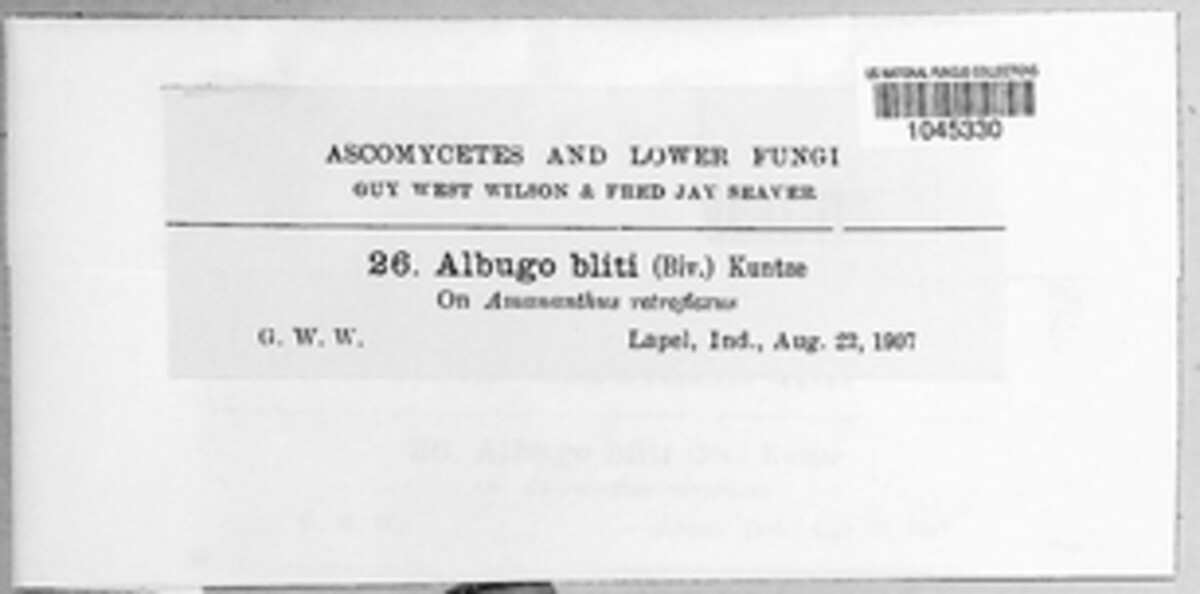 US NATIONAL FUNGUS COLLECTIONS
1045330
ASCOMYCETES AND LOWER FUNGI
GUY WEST WILSON & FRED JAY SEAVER
26. Albugo bliti (Biv.) Kuntze
On Amaranthus retroflexus
G. W. W. Lapel, Ind., Aug. 22, 1907